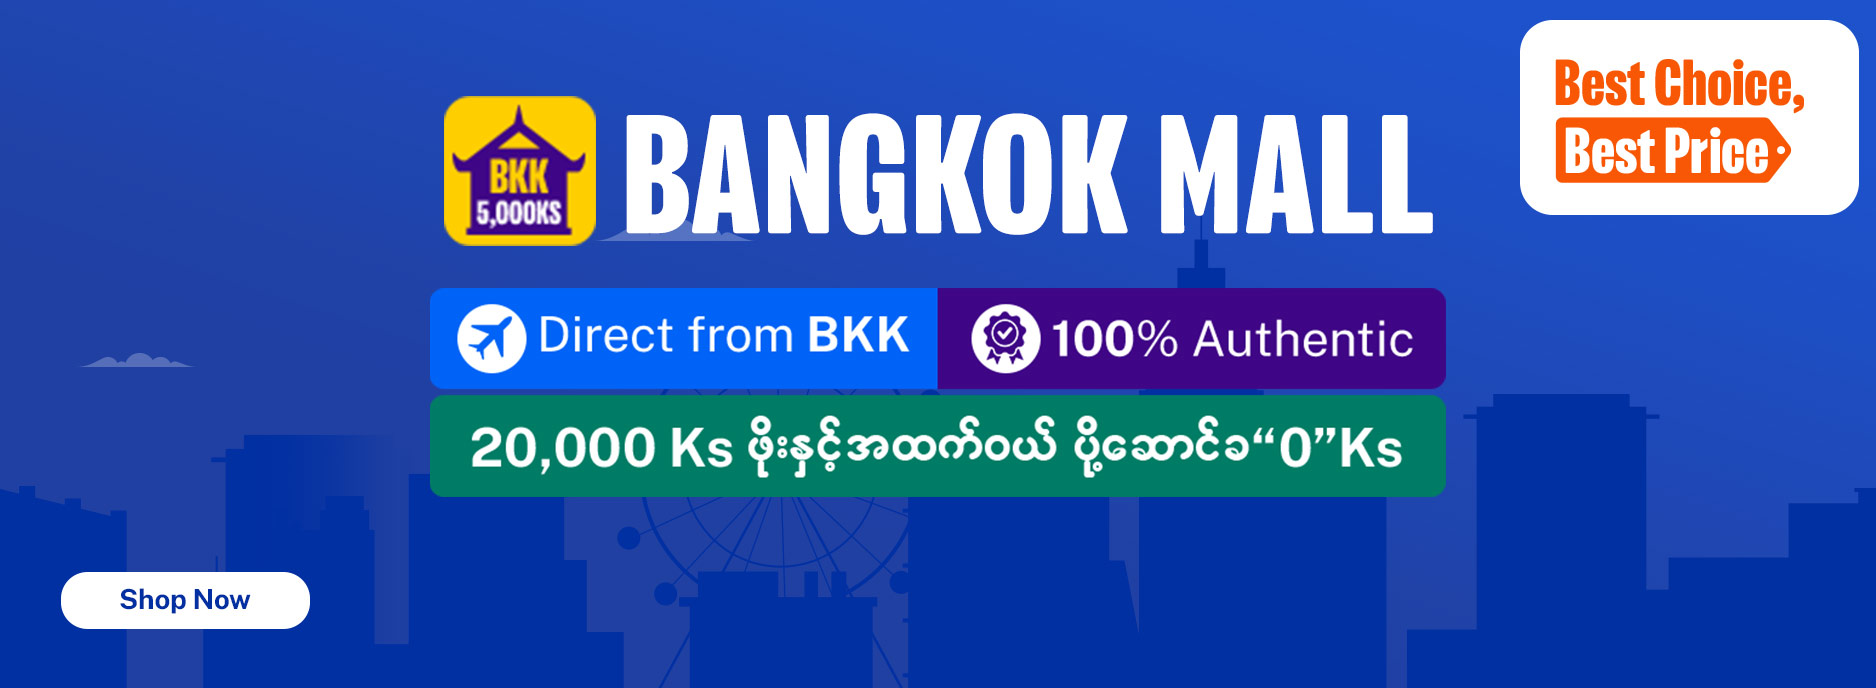 BKK
5,000KS
BANGKOK MALL
Best Choice,
Best Price
Direct from BKK
100% Authentic
20,000 Ks ဖိုးနှင့်အထက်ဝယ် ပို့ဆောင်ခ“0”Ks
Shop Now